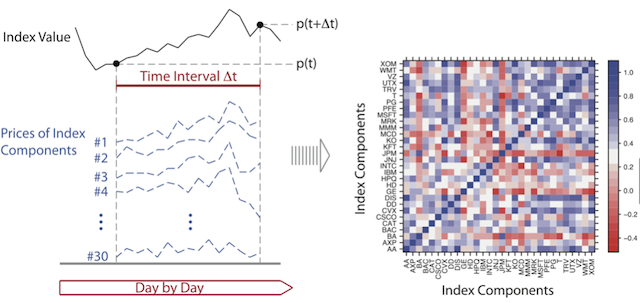 Index Value
p(t+Δt)
p(t)
Time Interval Δt
Prices of Index
Components
#1
#2
#3
#4
#30
Day by Day
Index Components
XOM
WMT
VZ
UTX
TRV
T
PG
PFE
MSFT
MRK
MMM
MCD
KO
KFT
JPM
JNJ
INTC
IBM
HPQ
HD
GE
DIS
DD
CVX
CSCO
CAT
BAC
BA
AXP
AA
AA
AXP
BA
BAC
CAT
CSCO
CVX
DD
DIS
GE
HD
HPQ
IBM
INTC
JNJ
JPM
KFT
KO
MCD
MMM
MRK
MSFT
PFE
PG
T
TRV
UTX
VZ
WMT
XOM
Index Components
1.0
0.8
0.6
0.4
0.2
0.0
−0.2
−0.4